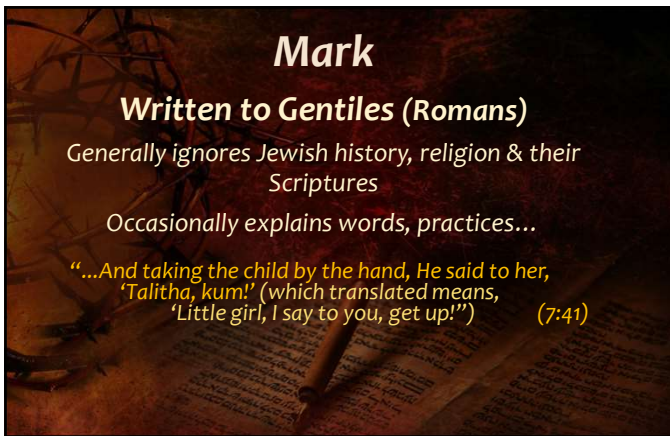 Mark
Written to Gentiles (Romans)
Generally ignores Jewish history, religion & their
Scriptures
Occasionally explains words, practices...
“...And taking the child by the hand, He said to her,
‘Talitha, kum!’ (which translated means,
‘Little girl, I say to you, get up!”) (7:41)